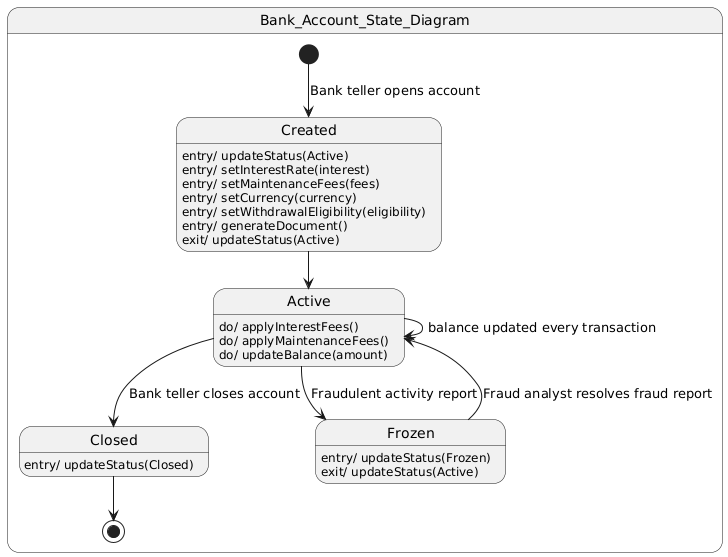 Bank_Account_State_Diagram
Bank teller opens account
Created
entry/ updateStatus(Active)
entry/ setInterestRate(interest)
entry/ setMaintenanceFees(fees)
entry/ setCurrency(currency)
entry/ setWithdrawalEligibility(eligibility)
entry/ generateDocument()
exit/ updateStatus(Active)
Active
do/ applyInterestFees()
do/ applyMaintenanceFees()
do/ updateBalance(amount)
balance updated every transaction
Bank teller closes account
Fraudulent activity report
Fraud analyst resolves fraud report
Closed
entry/ updateStatus(Closed)
Frozen
entry/ updateStatus(Frozen)
exit/ updateStatus(Active)